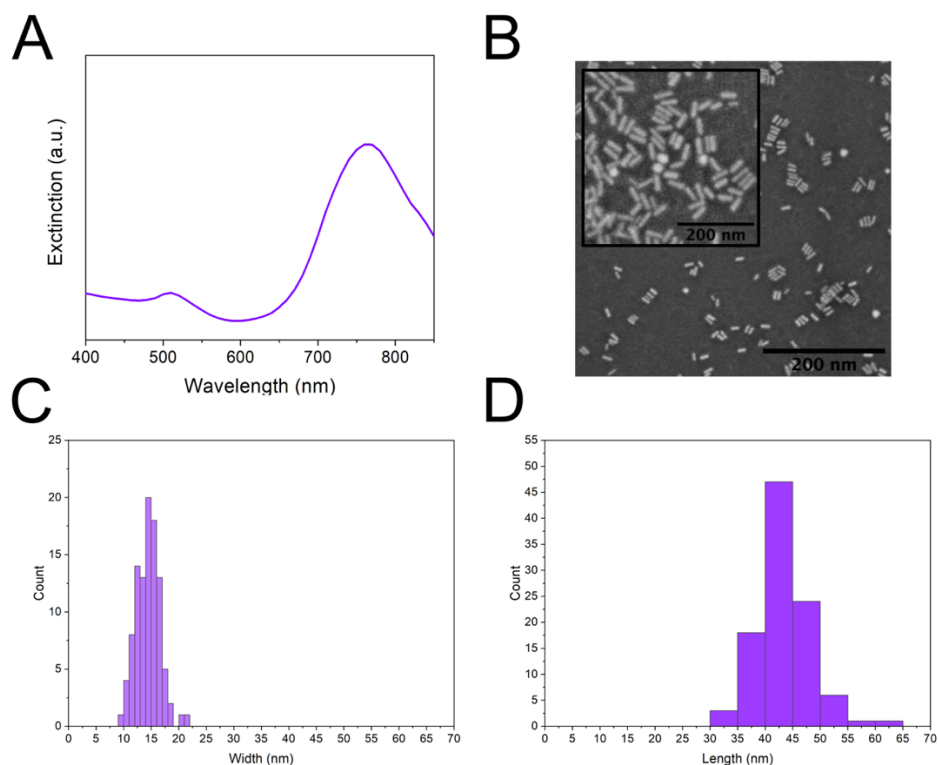 A
Exctinction (a.u.)
400 500 600 700 800
Wavelength (nm)
B
200 nm
200 nm
C
25
20
15
10
5
0
Count
0 5 10 15 20 25 30 35 40 45 50 55 60 65 70
Width (nm)
D
55
50
45
40
35
30
25
20
15
10
5
0
Count
0 5 10 15 20 25 30 35 40 45 50 55 60 65 70
Length (nm)